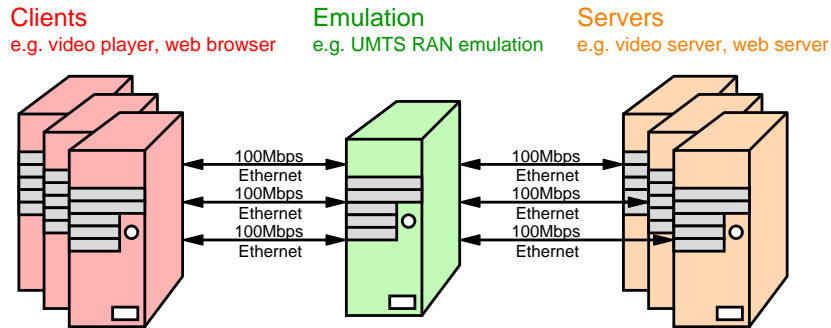 Clients
e.g. video player, web browser
Emulation
e.g. UMTS RAN emulation
Servers
e.g. video server, web server
100Mbps
Ethernet
100Mbps
Ethernet
100Mbps
Ethernet
100Mbps
Ethernet
100Mbps
Ethernet
100Mbps
Ethernet